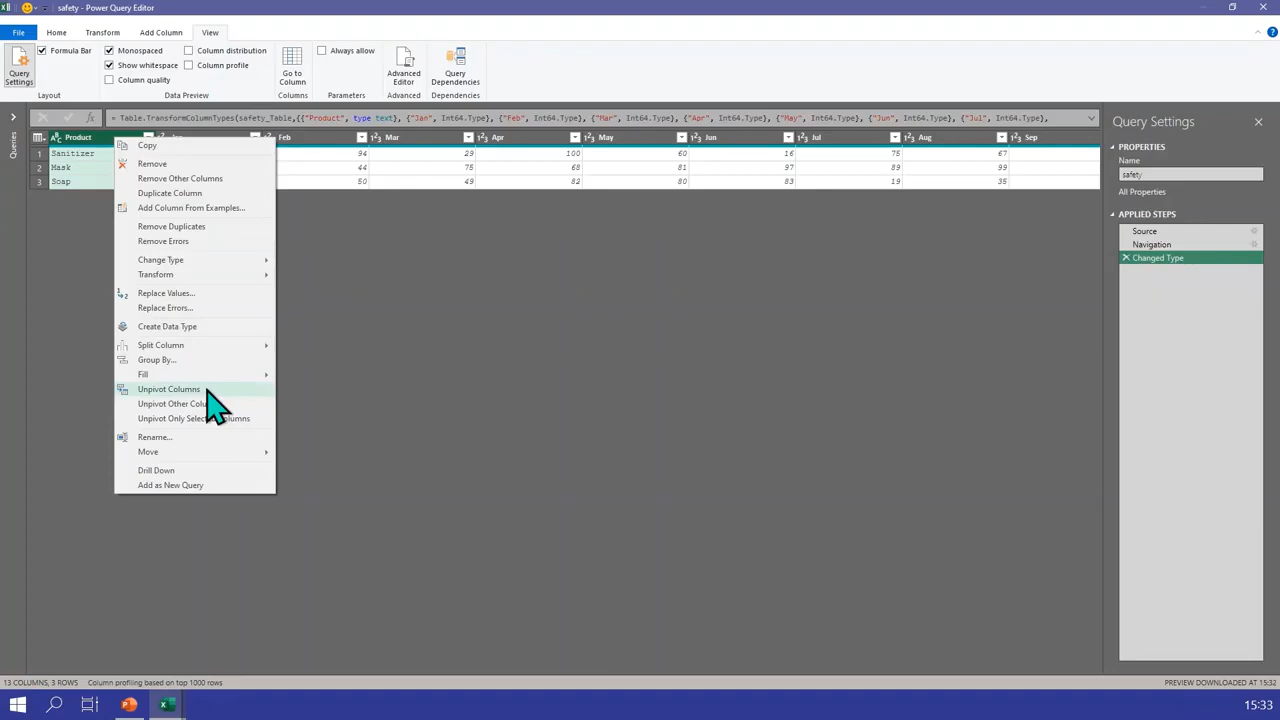 safety - Power Query Editor
File Home Transform Add Column View
Query Settings
Formula Bar
Layout
Monospaced
Show whitespace
Column quality
Column distribution
Column profile
Data Preview
Go to Column
Columns
Always allow
Parameters
Advanced Editor
Advanced
Query Dependencies
Dependencies
= Table.TransformColumnTypes(safety_Table,{{"Product", type text}, {"Jan", Int64.Type}, {"Feb", Int64.Type}, {"Mar", Int64.Type}, {"Apr", Int64.Type}, {"May", Int64.Type}, {"Jun", Int64.Type}, {"Jul", Int64.Type},
Queries
Product Feb Mar Apr May Jun Jul Aug Sep
1 Sanitizer 94 29 100 60 16 75 67
2 Mask 44 75 68 81 97 89 99
3 Soap 50 49 82 80 83 19 35
Copy
Remove
Remove Other Columns
Duplicate Column
Add Column From Examples...
Remove Duplicates
Remove Errors
Change Type
Transform
Replace Values...
Replace Errors...
Create Data Type
Split Column
Group By...
Fill
Unpivot Columns
Unpivot Other
Unpivot Only
Rename...
Move
Drill Down
Add as New Query
Query Settings
PROPERTIES
Name
safety
All Properties
APPLIED STEPS
Source
Navigation
Changed Type
13 COLUMNS, 3 ROWS Column profiling based on top 1000 rows
PREVIEW DOWNLOADED AT 15:32
15:33